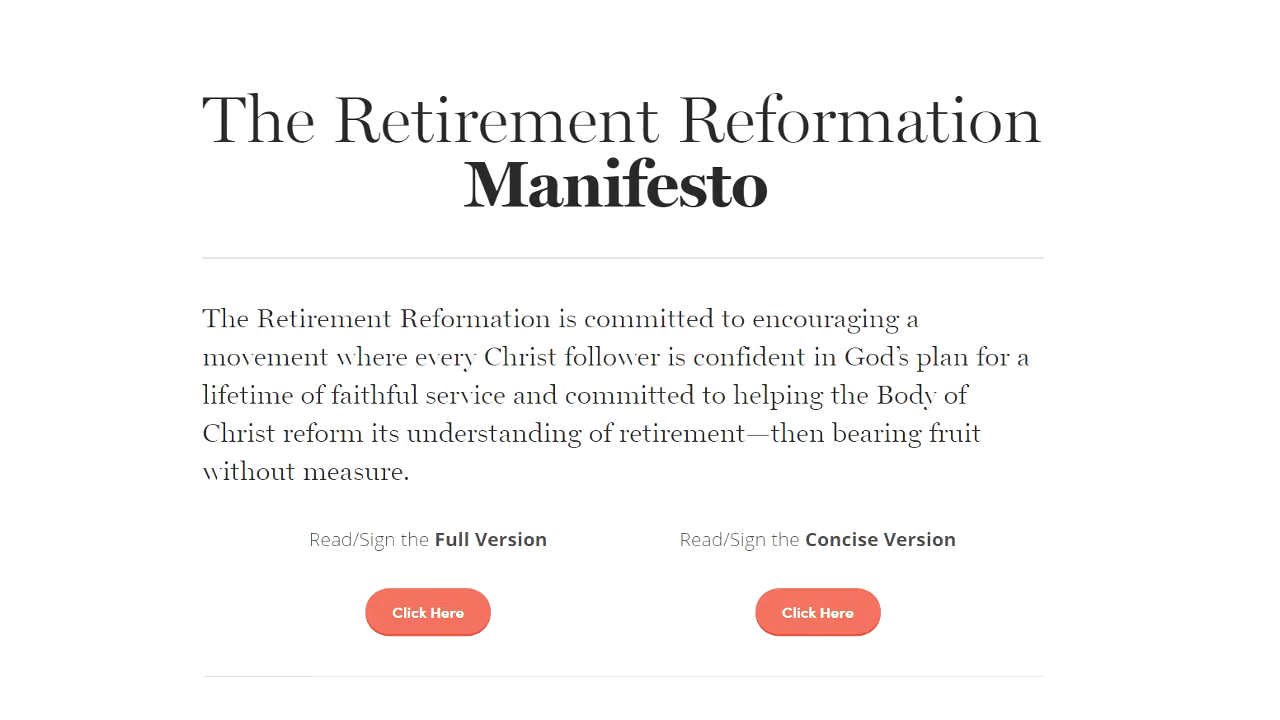 The Retirement Reformation
Manifesto
The Retirement Reformation is committed to encouraging a
movement where every Christ follower is confident in God’s plan for a
lifetime of faithful service and committed to helping the Body of
Christ reform its understanding of retirement—then bearing fruit
without measure.
Read/Sign the Full Version
Read/Sign the Concise Version
Click Here
Click Here